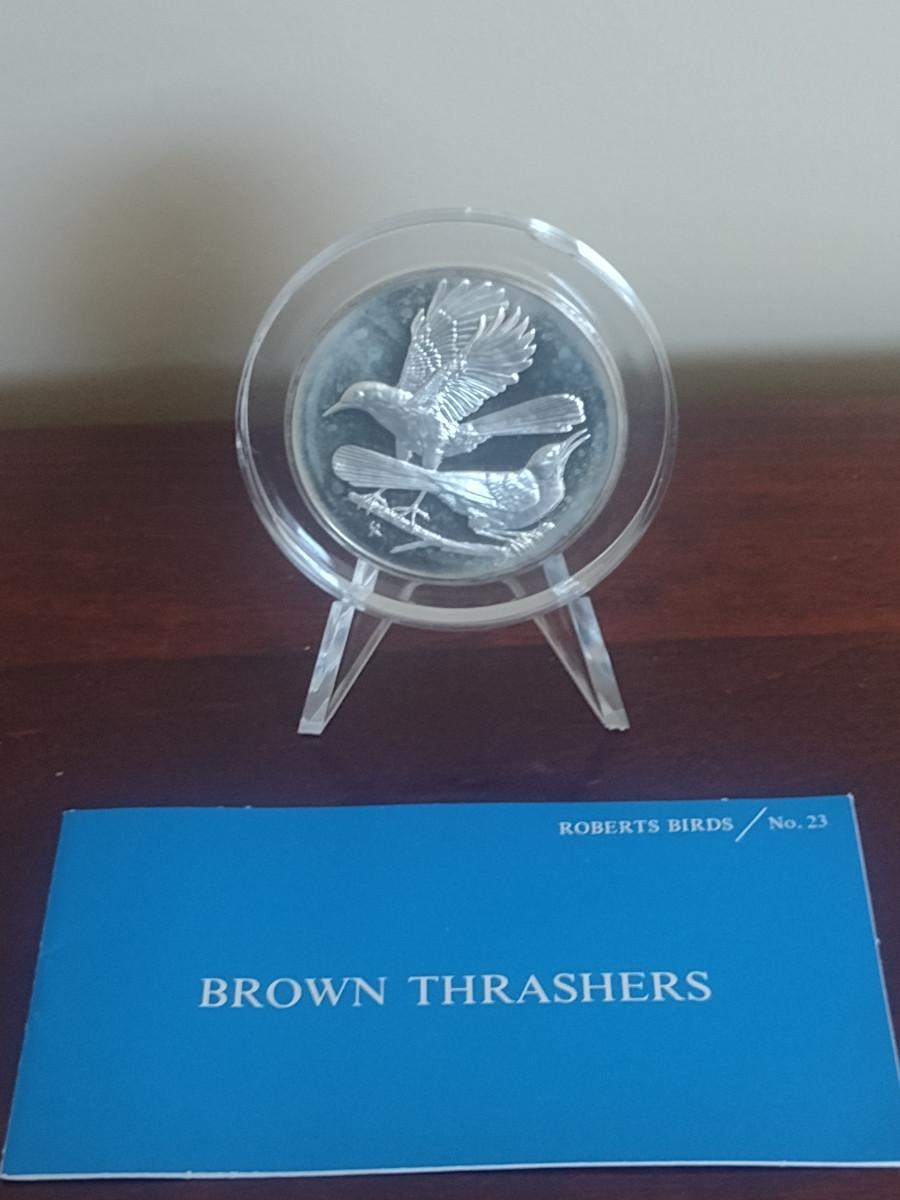 ROBERTS BIRDS / No. 23
BROWN THRASHERS